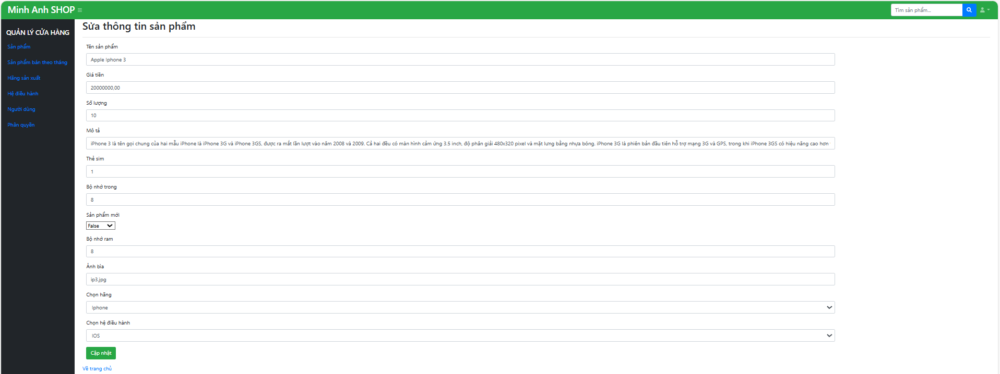 Minh Anh SHOP
Tìm sản phẩm...
QUẢN LÝ CỬA HÀNG
Sản phẩm
Sản phẩm bán theo tháng
Hãng sản xuất
Hệ điều hành
Người dùng
Phân quyền
Sửa thông tin sản phẩm
Tên sản phẩm
Apple Iphone 3
Giá tiền
20000000,00
Số lượng
10
Mô tả
iPhone 3 là tên gọi chung của hai mẫu iPhone là iPhone 3G và iPhone 3GS, được ra mắt lần lượt vào năm 2008 và 2009. Cả hai đều có màn hình cảm ứng 3.5 inch, độ phân giải 480x320 pixel và mặt lưng bằng nhựa bóng. iPhone 3G là phiên bản đầu tiên hỗ trợ mạng 3G và GPS, trong khi iPhone 3GS có hiệu năng cao hơn
Thẻ sim
1
Bộ nhớ trong
8
Sản phẩm mới
False
Bộ nhớ ram
8
Ảnh bìa
ip3.jpg
Chọn hãng
Iphone
Chọn hệ điều hành
IOS
Cập nhật
Về trang chủ